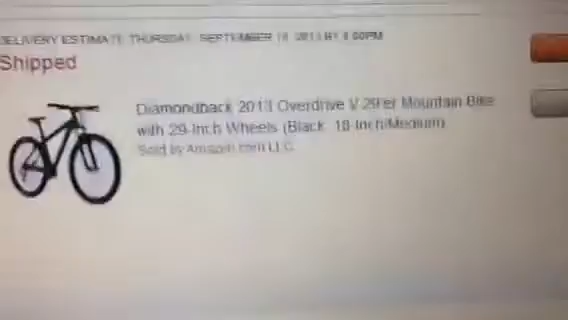 DELIVERY ESTIMATE: THURSDAY, SEPTEMBER 2013 BY 8:00PM
Shipped
Diamondback 2013 Overdrive V 29'er Mountain Bike
with 29-Inch Wheels (Black, 18-Inch/Medium)
Sold by Amazon.com LLC